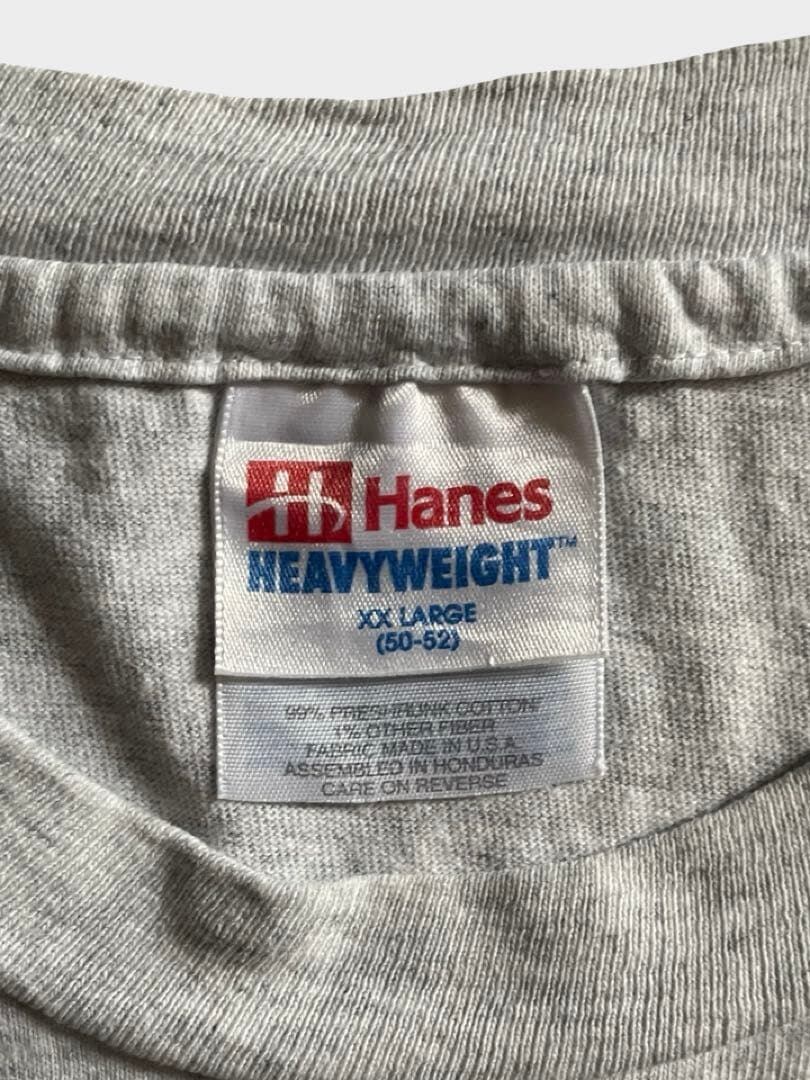 Hanes
HEAVYWEIGHT™
XX LARGE
(50-52)
99% PRESHRUNK COTTON
1% OTHER FIBER
FABRIC MADE IN U.S.A.
ASSEMBLED IN HONDURAS
CARE ON REVERSE